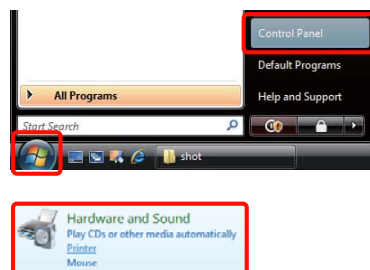 Control Panel
Default Programs
All Programs
Help and Support
Start Search
shot
Hardware and Sound
Play CDs or other media automatically
Printer
Mouse